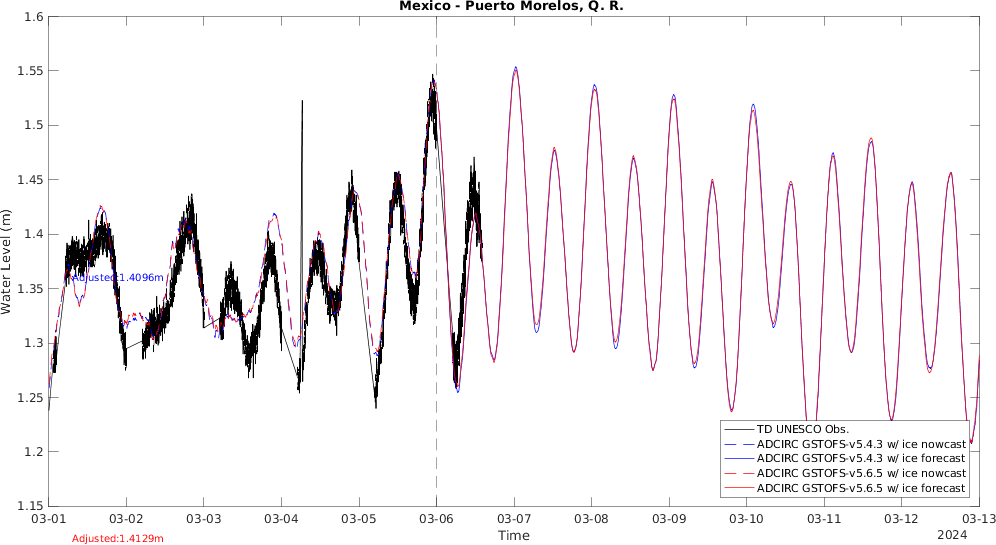 Mexico - Puerto Morelos, Q. R.
1.6
1.55
1.5
1.45
1.4
1.35
1.3
1.25
1.2
1.15
Water Level (m)
Adjusted:1.4096m
TD UNESCO Obs.
ADCIRC GSTOFS-v5.4.3 w/ ice nowcast
ADCIRC GSTOFS-v5.4.3 w/ ice forecast
ADCIRC GSTOFS-v5.6.5 w/ ice nowcast
ADCIRC GSTOFS-v5.6.5 w/ ice forecast
03-01 03-02 03-03 03-04 03-05 03-06 03-07 03-08 03-09 03-10 03-11 03-12 03-13
Time
2024
Adjusted:1.4129m